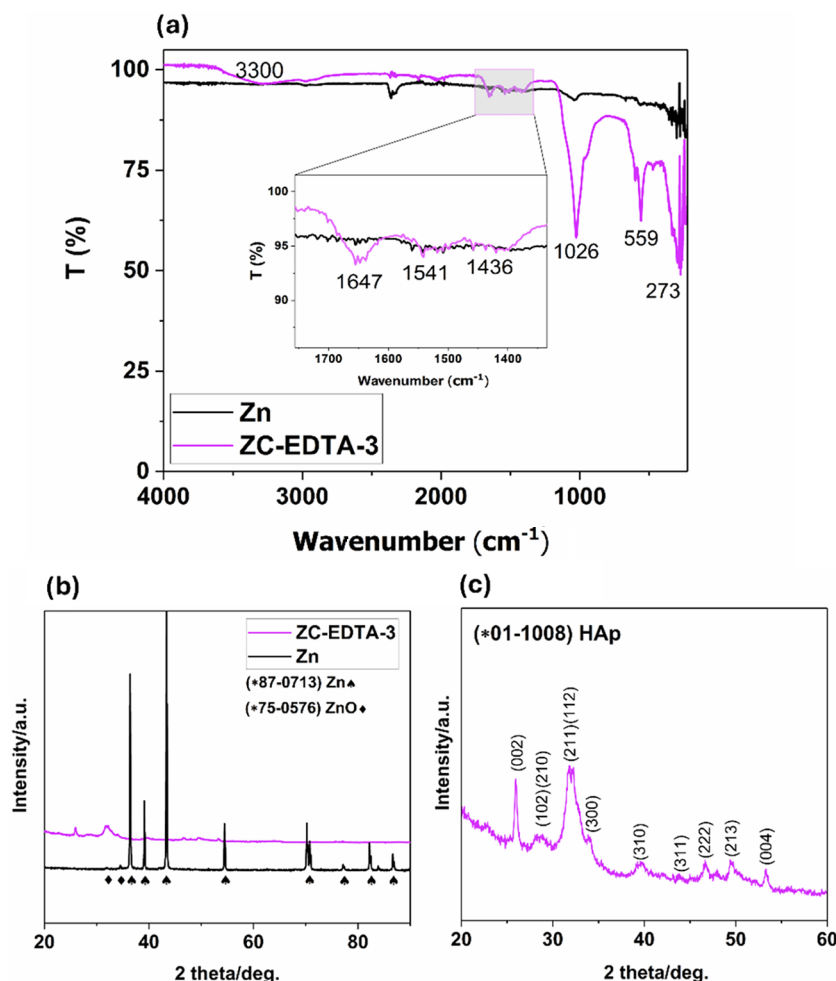 (a)
100
75
50
25
0
T (%)
3300
1026
559
273
100
95
90
T (%)
1647
1541
1436
1700
1600
1500
1400
Wavenumber (cm⁻¹)
Zn
ZC-EDTA-3
4000
3000
2000
1000
Wavenumber (cm⁻¹)
(b)
Intensity/a.u.
ZC-EDTA-3
Zn
(*87-0713) Zn♠
(*75-0576) ZnO♦
20
40
60
80
2 theta/deg.
(c)
Intensity/a.u.
(*01-1008) HAp
(002)
(102)
(210)
(211)
(112)
(300)
(310)
(311)
(222)
(213)
(004)
20
30
40
50
60
2 theta/deg.